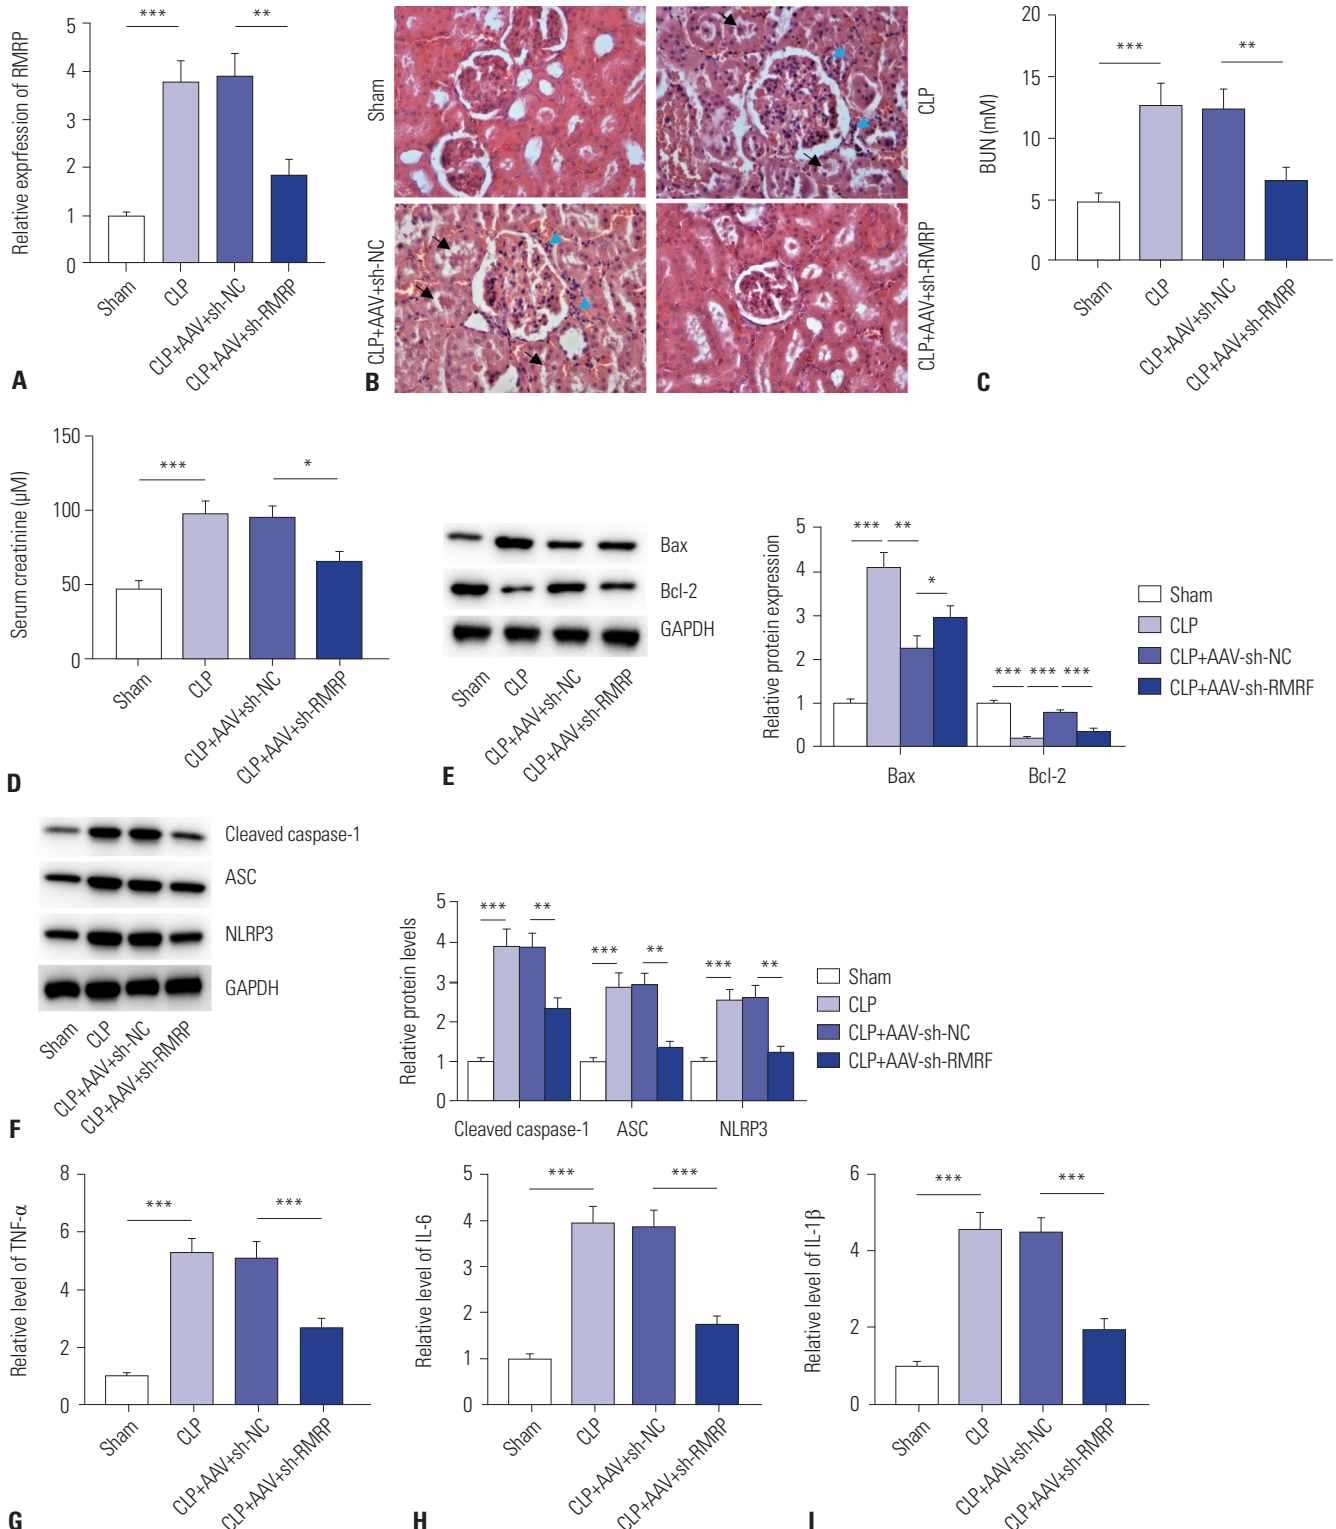 Relative exprfession of RMRP
5
4
3
2
1
0
***
**
Sham
CLP
CLP+AAV+sh-NC
CLP+AAV+sh-RMRP
A
Sham
CLP
CLP+AAV+sh-NC
CLP+AAV+sh-RMRP
B
BUN (mM)
20
15
10
5
0
***
**
Sham
CLP
CLP+AAV+sh-NC
CLP+AAV+sh-RMRP
C
Serum creatinine (µM)
150
100
50
0
***
*
Sham
CLP
CLP+AAV+sh-NC
CLP+AAV+sh-RMRP
D
Bax
Bcl-2
GAPDH
Sham
CLP
CLP+AAV+sh-NC
CLP+AAV+sh-RMRP
E
Relative protein expression
5
4
3
2
1
0
***
**
*
***
***
***
Bax
Bcl-2
Sham
CLP
CLP+AAV-sh-NC
CLP+AAV-sh-RMRF
Cleaved caspase-1
ASC
NLRP3
GAPDH
Sham
CLP
CLP+AAV+sh-NC
CLP+AAV+sh-RMRP
F
Relative protein levels
5
4
3
2
1
0
***
**
***
**
***
**
Cleaved caspase-1
ASC
NLRP3
Sham
CLP
CLP+AAV-sh-NC
CLP+AAV-sh-RMRF
Relative level of TNF-α
8
6
4
2
0
***
***
Sham
CLP
CLP+AAV+sh-NC
CLP+AAV+sh-RMRP
G
Relative level of IL-6
5
4
3
2
1
0
***
***
Sham
CLP
CLP+AAV+sh-NC
CLP+AAV+sh-RMRP
H
Relative level of IL-1β
6
4
2
0
***
***
Sham
CLP
CLP+AAV+sh-NC
CLP+AAV+sh-RMRP
I